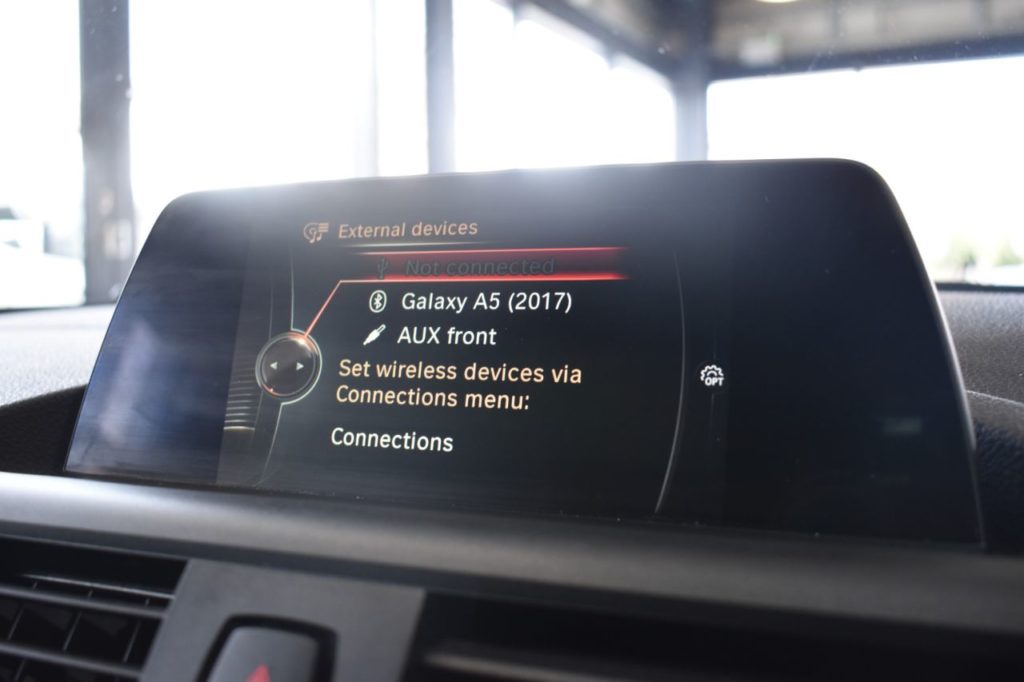 External devices
Not connected
Galaxy A5 (2017)
AUX front
Set wireless devices via
Connections menu:
Connections
OPT